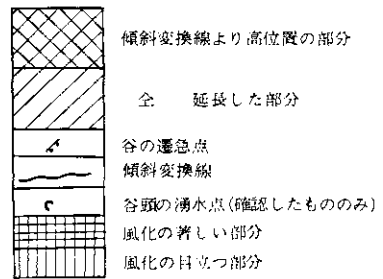 傾斜変換線より高位置の部分
仝 延長した部分
谷の遷急点
傾斜変換線
谷頭の湧水点(確認したもののみ)
風化の著しい部分
風化の目立つ部分